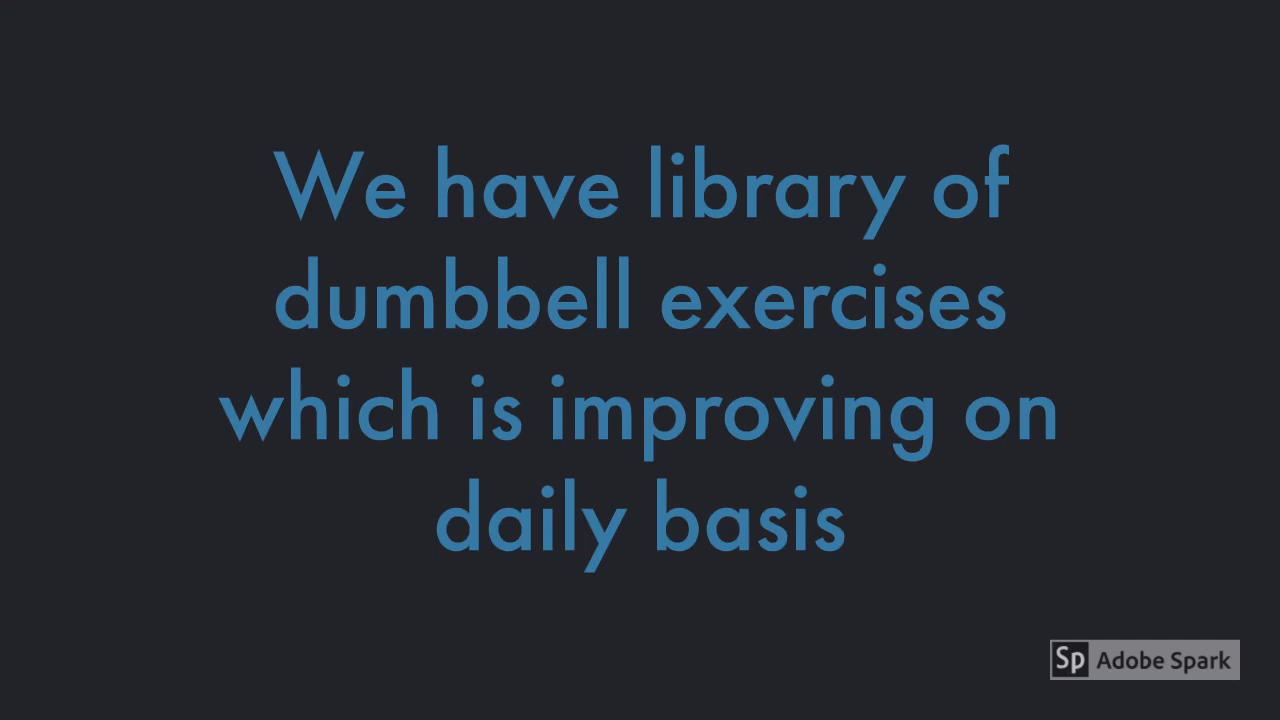 We have library of
dumbbell exercises
which is improving on
daily basis
Sp Adobe Spark